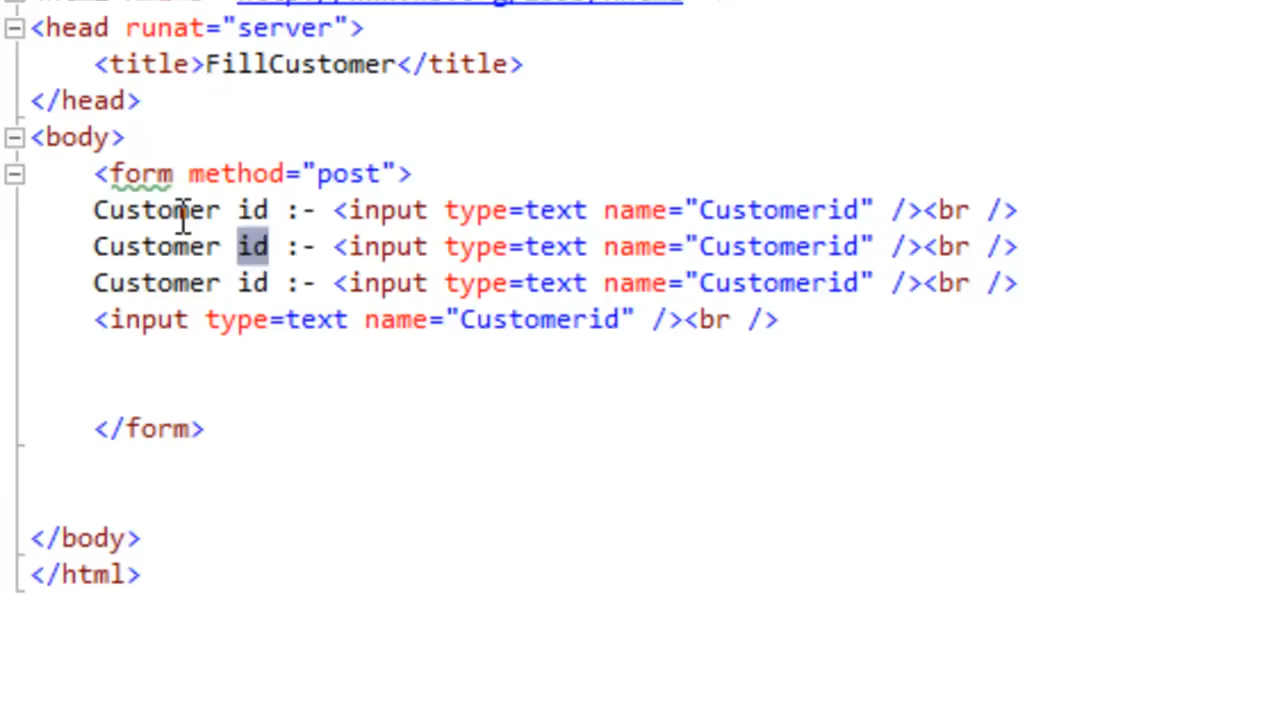 <head runat="server">
<title>FillCustomer</title>
</head>
<body>
<form method="post">
Customer id :- <input type=text name="Customerid" /><br />
Customer id :- <input type=text name="Customerid" /><br />
Customer id :- <input type=text name="Customerid" /><br />
<input type=text name="Customerid" /><br />
</form>
</body>
</html>